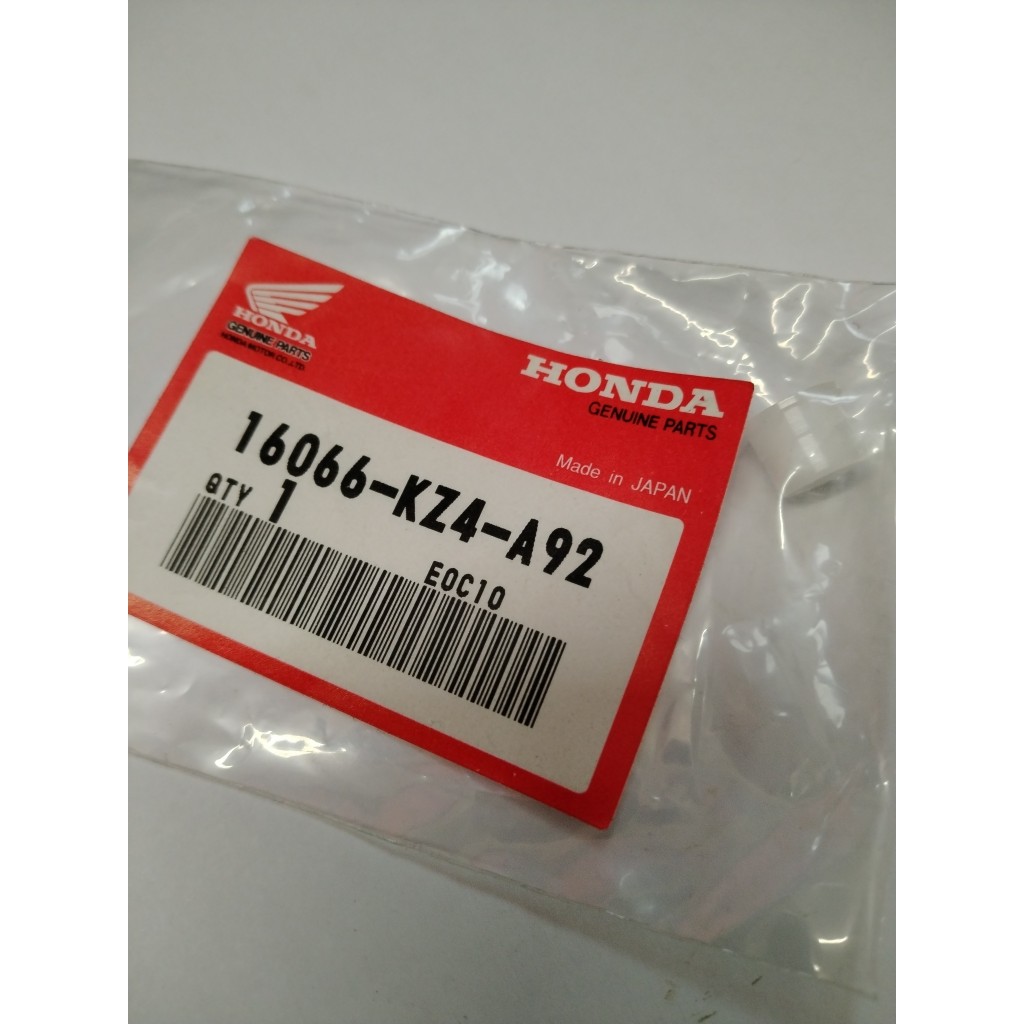 HONDA
GENUINE PARTS
HONDA MOTOR CO.,LTD.
HONDA
GENUINE PARTS
Made in JAPAN
16066-KZ4-A92
QTY 1
E0C10